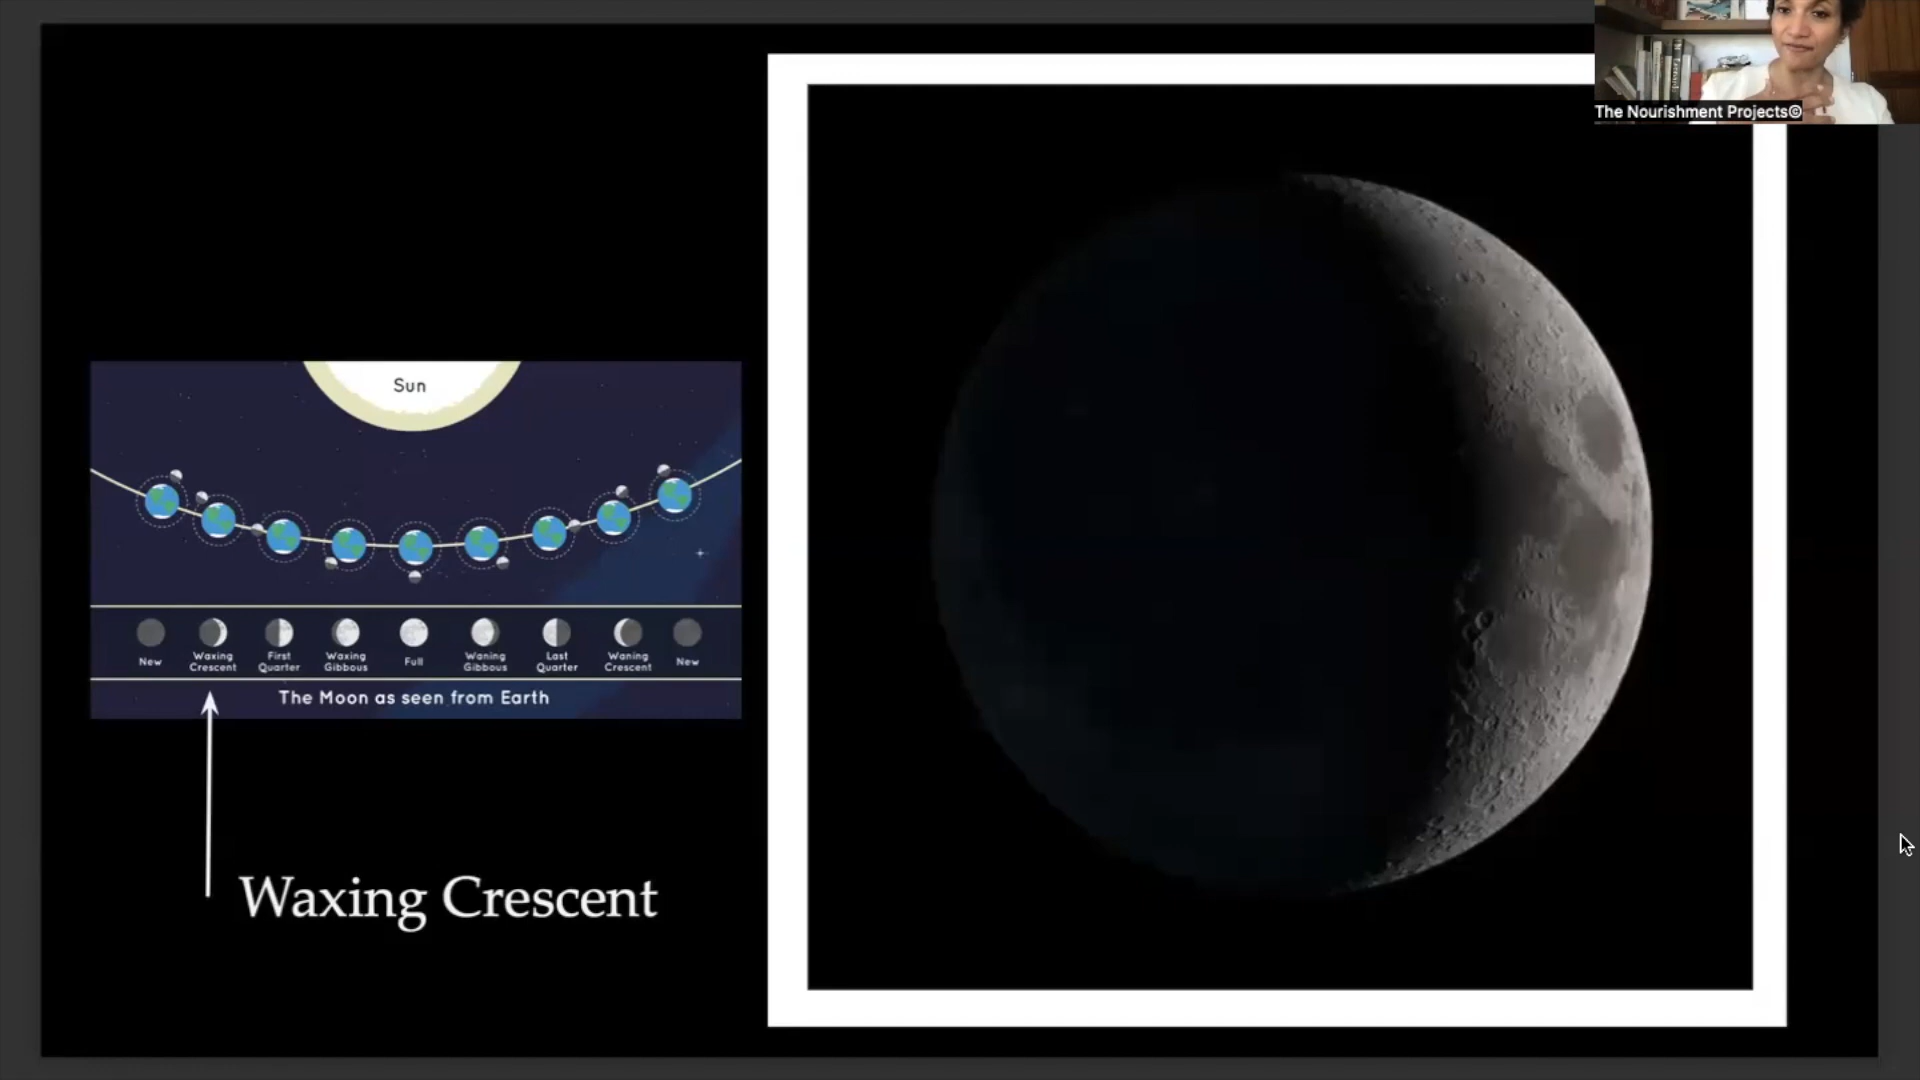 The Nourishment Projects©
Sun
New
Waxing
Crescent
First
Quarter
Waxing
Gibbous
Full
Waning
Gibbous
Last
Quarter
Waning
Crescent
New
The Moon as seen from Earth
Waxing Crescent